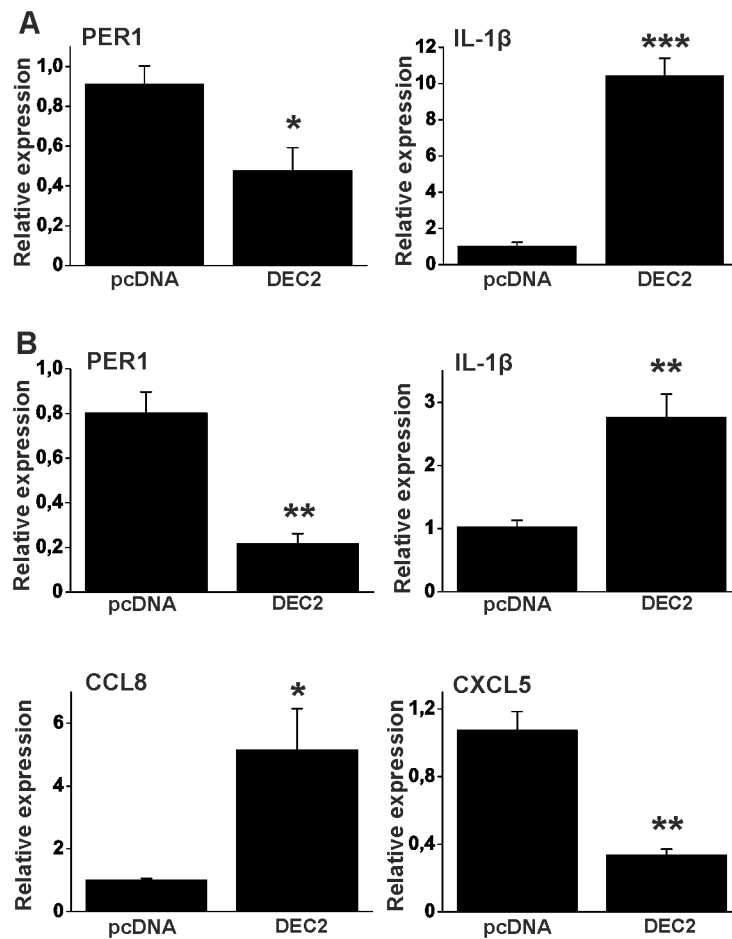 A
PER1
Relative expression
1,0
0,8
0,6
0,4
0,2
0
*
pcDNA
DEC2
IL-1β
Relative expression
12
10
8
6
4
2
0
***
pcDNA
DEC2
B
PER1
Relative expression
1,0
0,8
0,6
0,4
0,2
0
**
pcDNA
DEC2
IL-1β
Relative expression
3
2
1
0
**
pcDNA
DEC2
CCL8
Relative expression
6
4
2
0
*
pcDNA
DEC2
CXCL5
Relative expression
1,2
0,8
0,4
0
**
pcDNA
DEC2